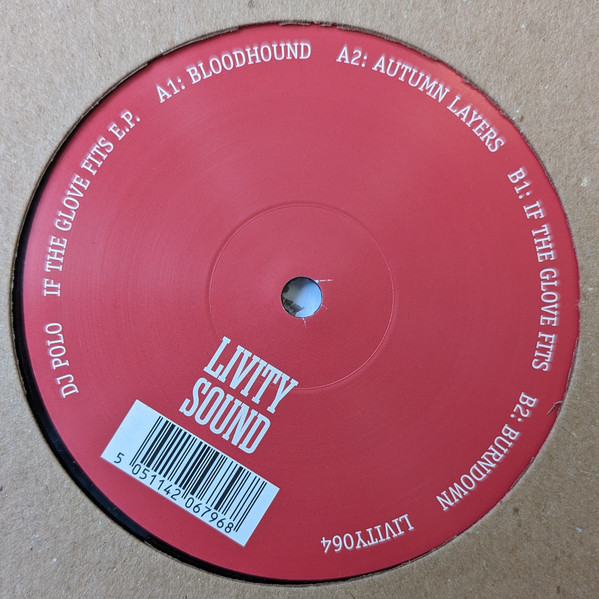 DJ POLO IF THE GLOVE FITS E.P. A1: BLOODHOUND A2: AUTUMN LAYERS B1: IF THE GLOVE FITS B2: BURNDOWN LIVITY064
LIVITY
SOUND
5 051142 067968